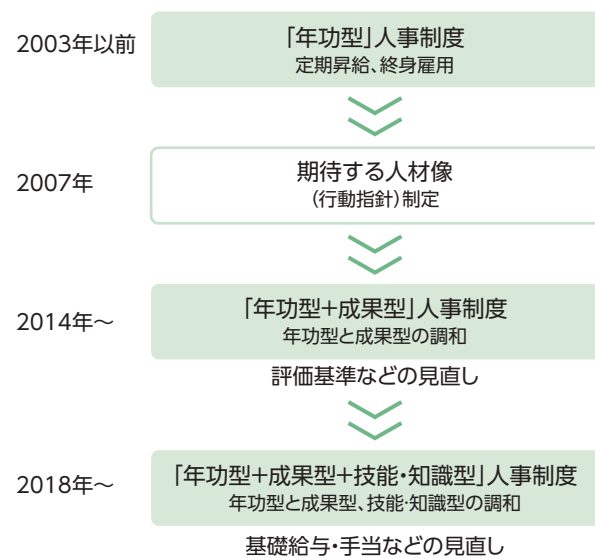 2003年以前
「年功型」人事制度
定期昇給、終身雇用
2007年
期待する人材像
(行動指針)制定
2014年～
「年功型+成果型」人事制度
年功型と成果型の調和
評価基準などの見直し
2018年～
「年功型+成果型+技能・知識型」人事制度
年功型と成果型、技能・知識型の調和
基礎給与・手当などの見直し